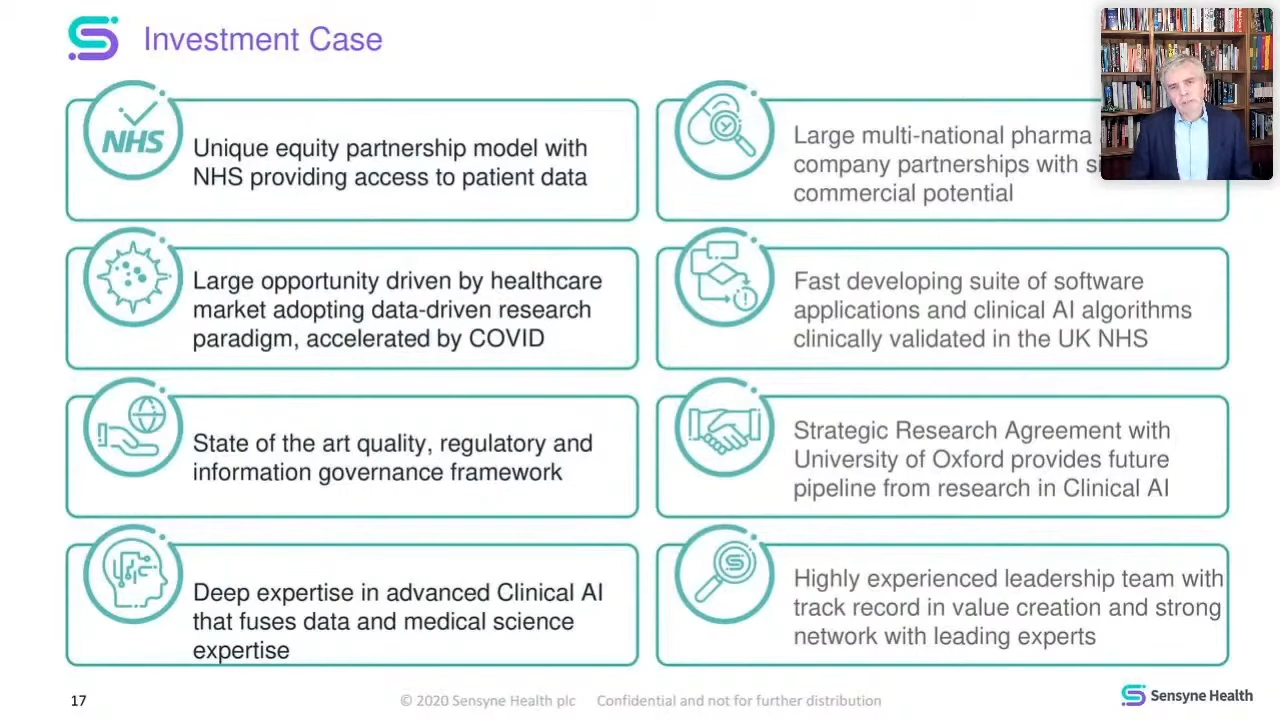 Investment Case
NHS
Unique equity partnership model with
NHS providing access to patient data
Large multi-national pharma
company partnerships with
commercial potential
Large opportunity driven by healthcare
market adopting data-driven research
paradigm, accelerated by COVID
Fast developing suite of software
applications and clinical AI algorithms
clinically validated in the UK NHS
State of the art quality, regulatory and
information governance framework
Strategic Research Agreement with
University of Oxford provides future
pipeline from research in Clinical AI
Deep expertise in advanced Clinical AI
that fuses data and medical science
expertise
Highly experienced leadership team with
track record in value creation and strong
network with leading experts
17
© 2020 Sensyne Health plc Confidential and not for further distribution
Sensyne Health